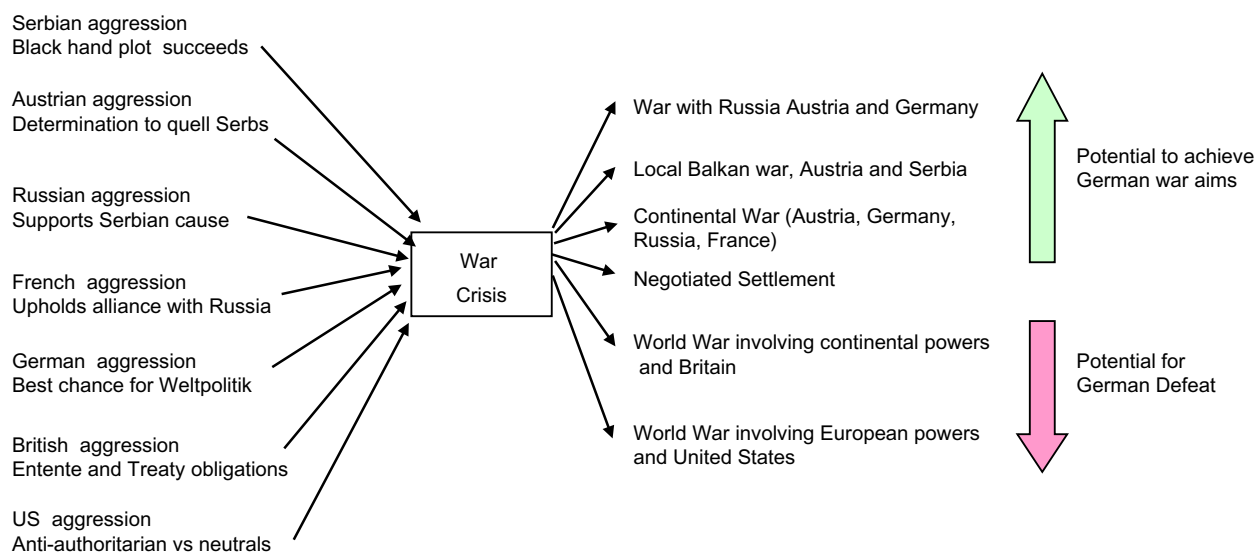 Serbian aggression
Black hand plot succeeds
Austrian aggression
Determination to quell Serbs
Russian aggression
Supports Serbian cause
French aggression
Upholds alliance with Russia
German aggression
Best chance for Weltpolitik
British aggression
Entente and Treaty obligations
US aggression
Anti-authoritarian vs neutrals
War
Crisis
War with Russia Austria and Germany
Local Balkan war, Austria and Serbia
Continental War (Austria, Germany,
Russia, France)
Negotiated Settlement
World War involving continental powers
and Britain
World War involving European powers
and United States
Potential to achieve
German war aims
Potential for
German Defeat